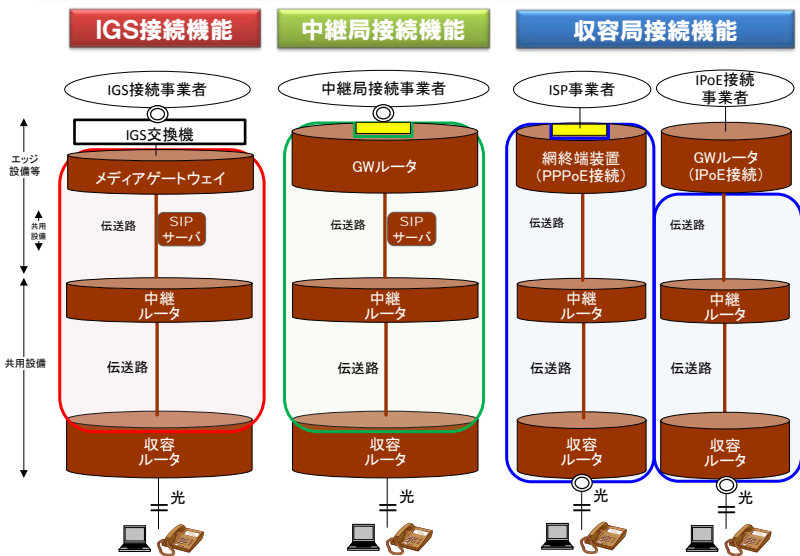 IGS接続機能
中継局接続機能
収容局接続機能
IGS接続事業者
中継局接続事業者
ISP事業者
IPoE接続
事業者
IGS交換機
エッジ
設備等
メディアゲートウェイ
GWルータ
網終端装置
(PPPoE接続)
GWルータ
(IPoE接続)
共用
設備
伝送路
SIP
サーバ
伝送路
SIP
サーバ
伝送路
伝送路
中継
ルータ
中継
ルータ
中継
ルータ
中継
ルータ
共用設備
伝送路
伝送路
伝送路
伝送路
収容
ルータ
収容
ルータ
収容
ルータ
収容
ルータ
光
光
光
光